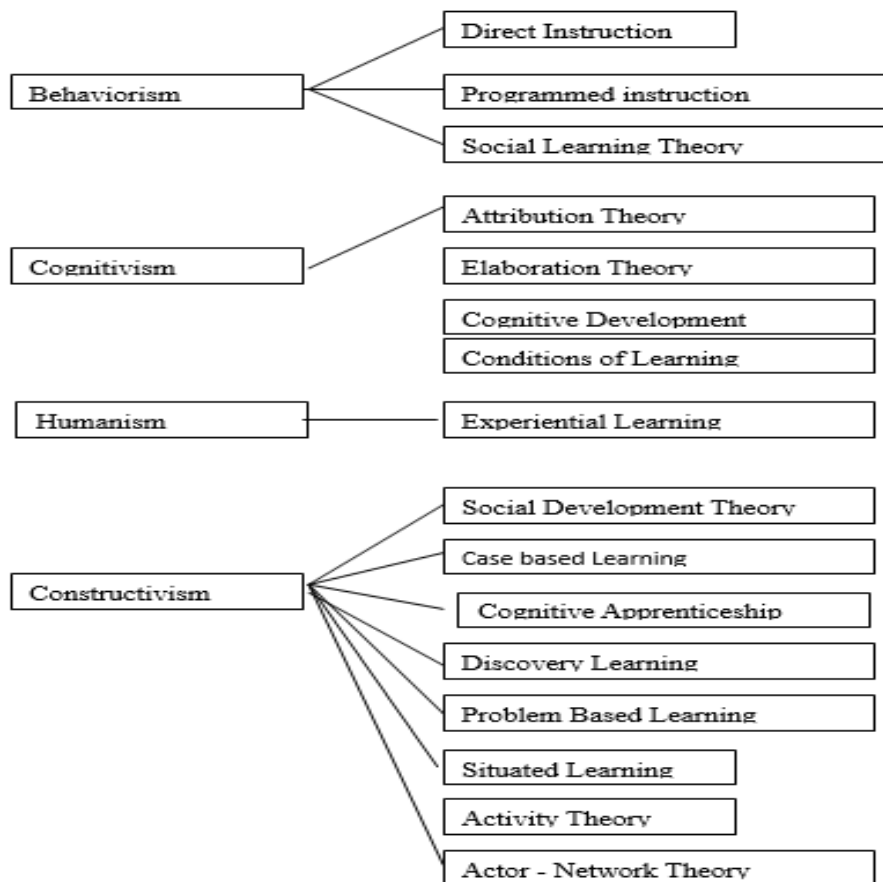 Direct Instruction
Behaviorism
Programmed instruction
Social Learning Theory
Attribution Theory
Cognitivism
Elaboration Theory
Cognitive Development
Conditions of Learning
Humanism
Experiential Learning
Social Development Theory
Case based Learning
Constructivism
Cognitive Apprenticeship
Discovery Learning
Problem Based Learning
Situated Learning
Activity Theory
Actor - Network Theory